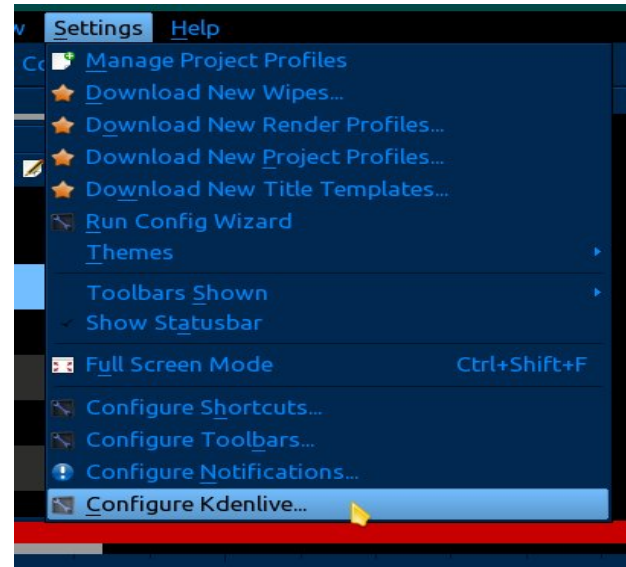 Settings Help
Manage Project Profiles
Download New Wipes...
Download New Render Profiles...
Download New Project Profiles...
Download New Title Templates...
Run Config Wizard
Themes
Toolbars Shown
Show Statusbar
Full Screen Mode Ctrl+Shift+F
Configure Shortcuts...
Configure Toolbars...
Configure Notifications...
Configure Kdenlive...